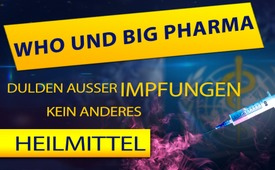 WHO UND BIG PHARMA
DULDEN AUSSER IMPFUNGEN
KEIN ANDERES
HEILMITTEL